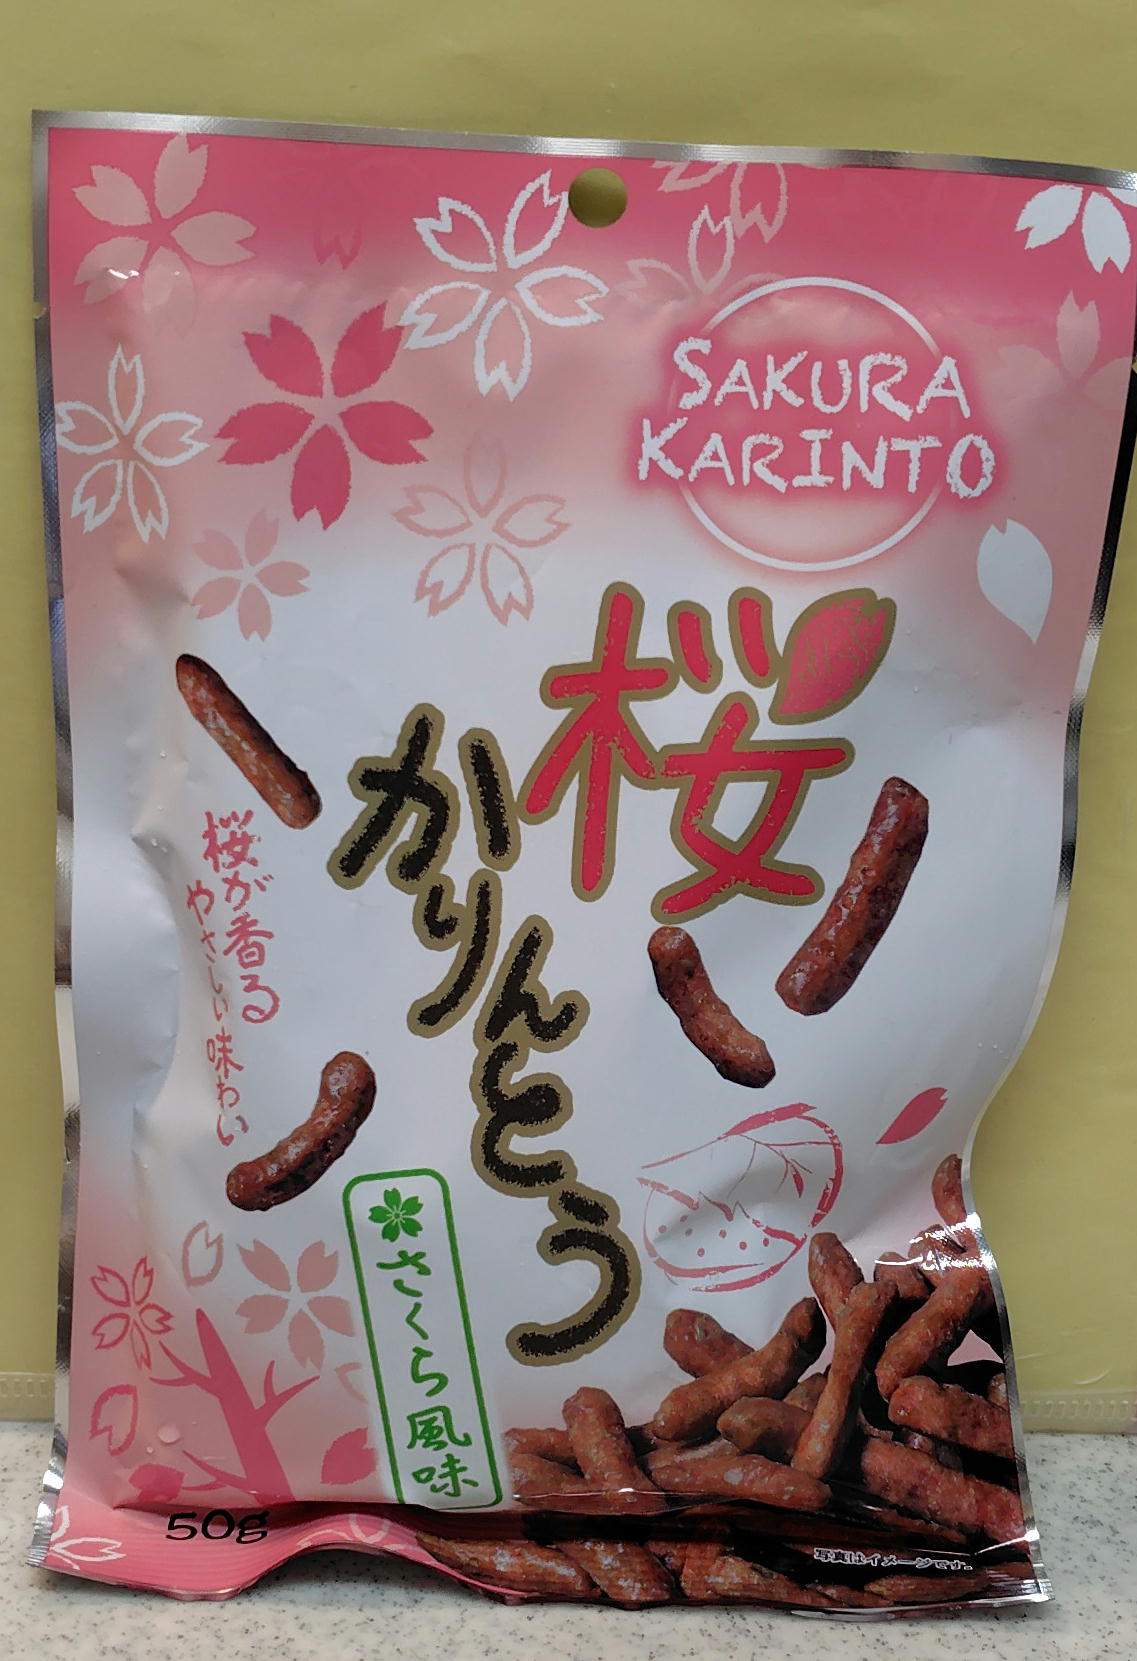 SAKURA
KARINTO
桜
かりんとう
桜が香る
やさしい味わい
さくら風味
50g
写真はイメージです。